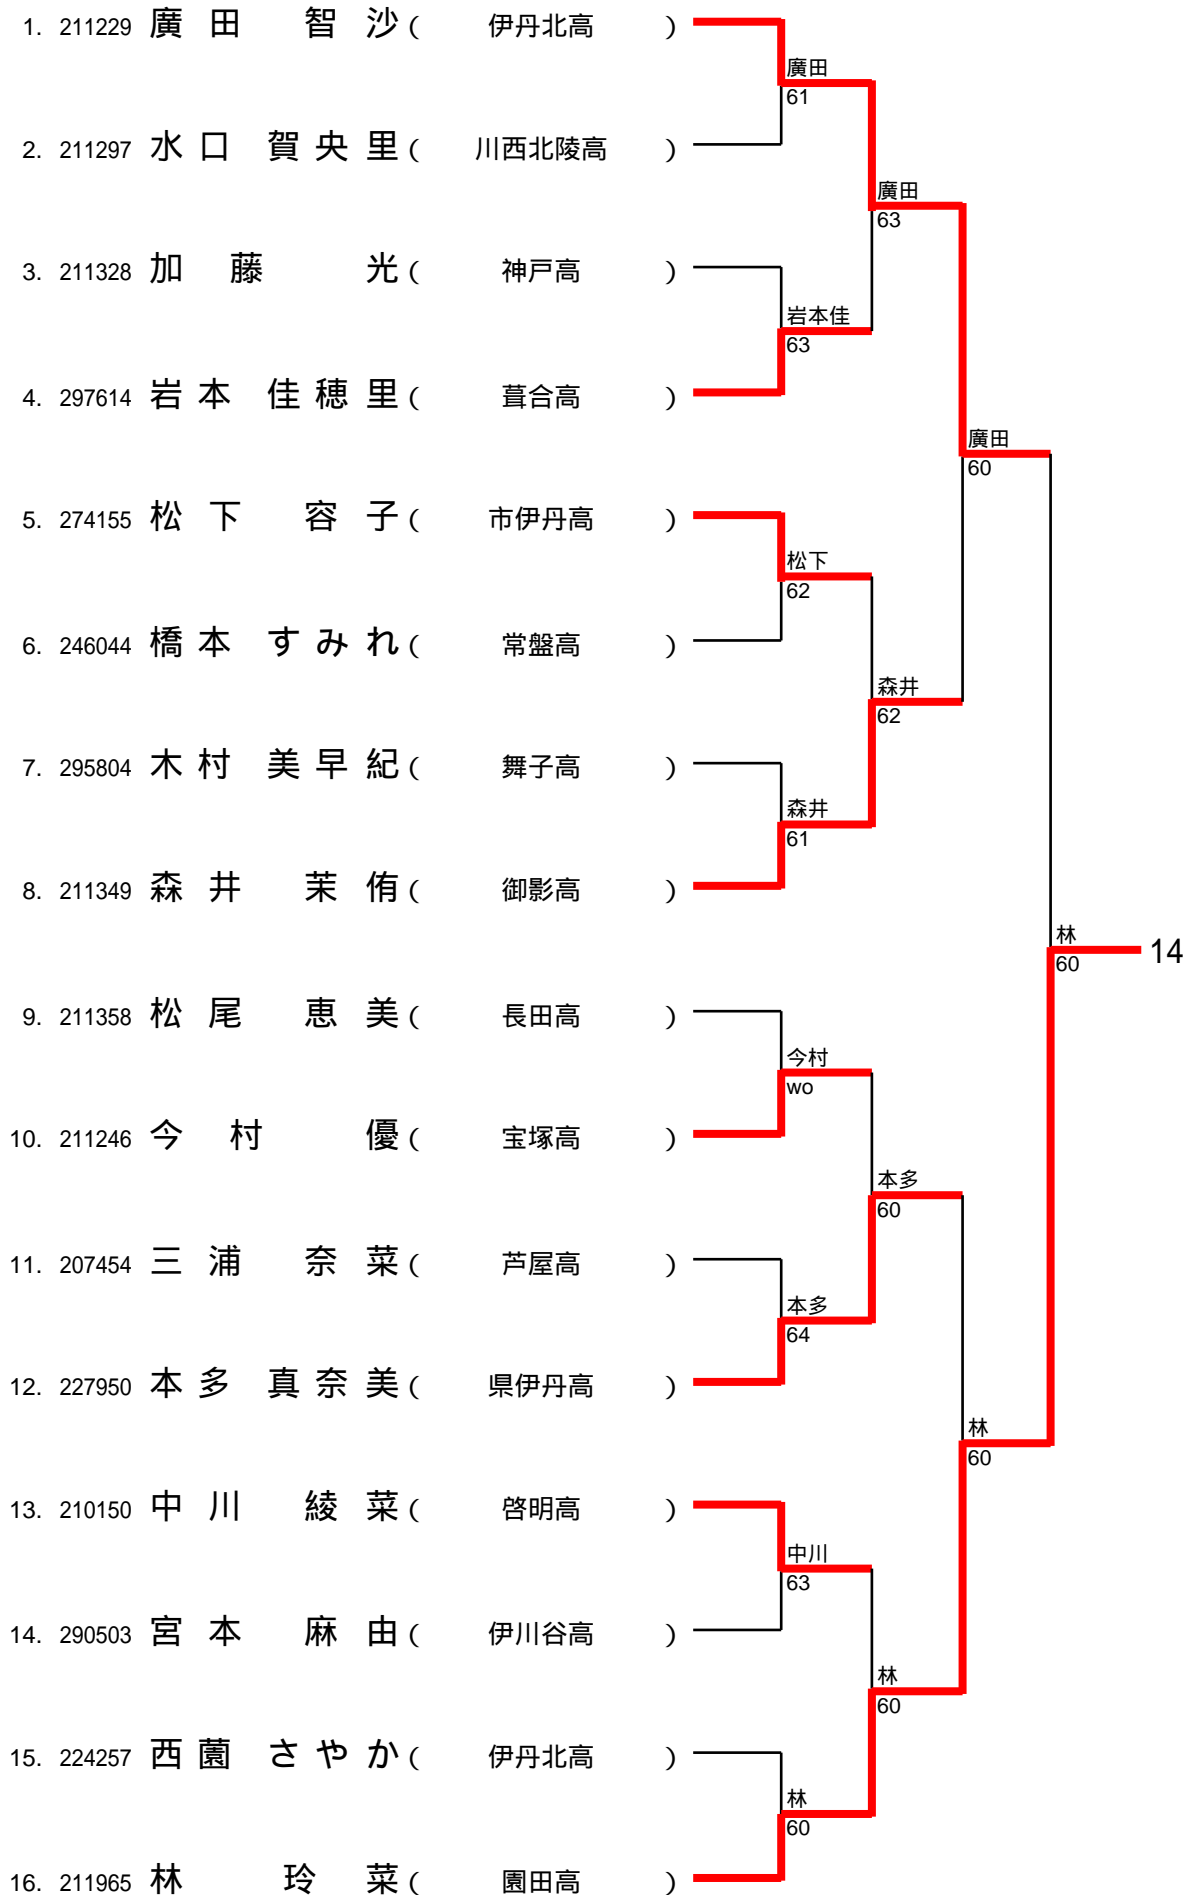 1. 211229 廣田 智沙 ( 伊丹北高 )
廣田
61
2. 211297 水口 賀央里 ( 川西北陵高 )
廣田
63
3. 211328 加藤 光 ( 神戸高 )
岩本佳
63
4. 297614 岩本 佳穂里 ( 葺合高 )
廣田
60
5. 274155 松下 容子 ( 市伊丹高 )
松下
62
6. 246044 橋本 すみれ ( 常盤高 )
森井
62
7. 295804 木村 美早紀 ( 舞子高 )
森井
61
8. 211349 森井 茉侑 ( 御影高 )
林
60
14
9. 211358 松尾 恵美 ( 長田高 )
今村
wo
10. 211246 今村 優 ( 宝塚高 )
本多
60
11. 207454 三浦 奈菜 ( 芦屋高 )
本多
64
12. 227950 本多 真奈美 ( 県伊丹高 )
林
60
13. 210150 中川 綾菜 ( 啓明高 )
中川
63
14. 290503 宮本 麻由 ( 伊川谷高 )
林
60
15. 224257 西薗 さやか ( 伊丹北高 )
林
60
16. 211965 林 玲菜 ( 園田高 )